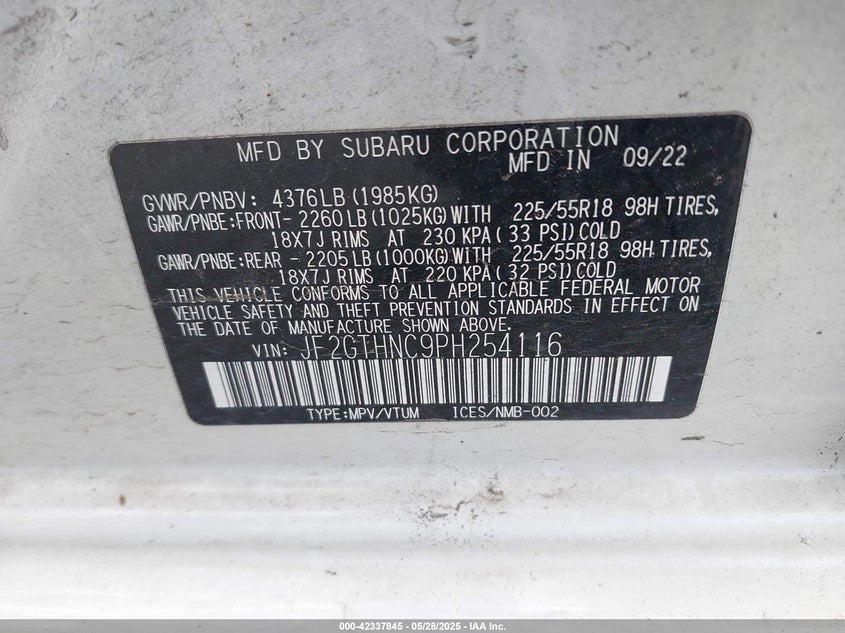 MFD BY SUBARU CORPORATION
MFD IN 09/22
GVWR/PNBV: 4376LB (1985KG)
GAWR/PNBE:FRONT- 2260 LB (1025KG) WITH 225/55R18 98H TIRES,
18X7J RIMS AT 230 KPA ( 33 PSI) COLD
GAWR/PNBE:REAR - 2205 LB (1000KG) WITH 225/55R18 98H TIRES,
18X7J RIMS AT 220 KPA ( 32 PSI) COLD
THIS VEHICLE CONFORMS TO ALL APPLICABLE FEDERAL MOTOR
VEHICLE SAFETY AND THEFT PREVENTION STANDARDS IN EFFECT ON
THE DATE OF MANUFACTURE SHOWN ABOVE.
VIN: JF2GTHNC9PH254116
TYPE:MPV/VTUM ICES/NMB-002
000-42337845 - 05/28/2025 - IAA Inc.